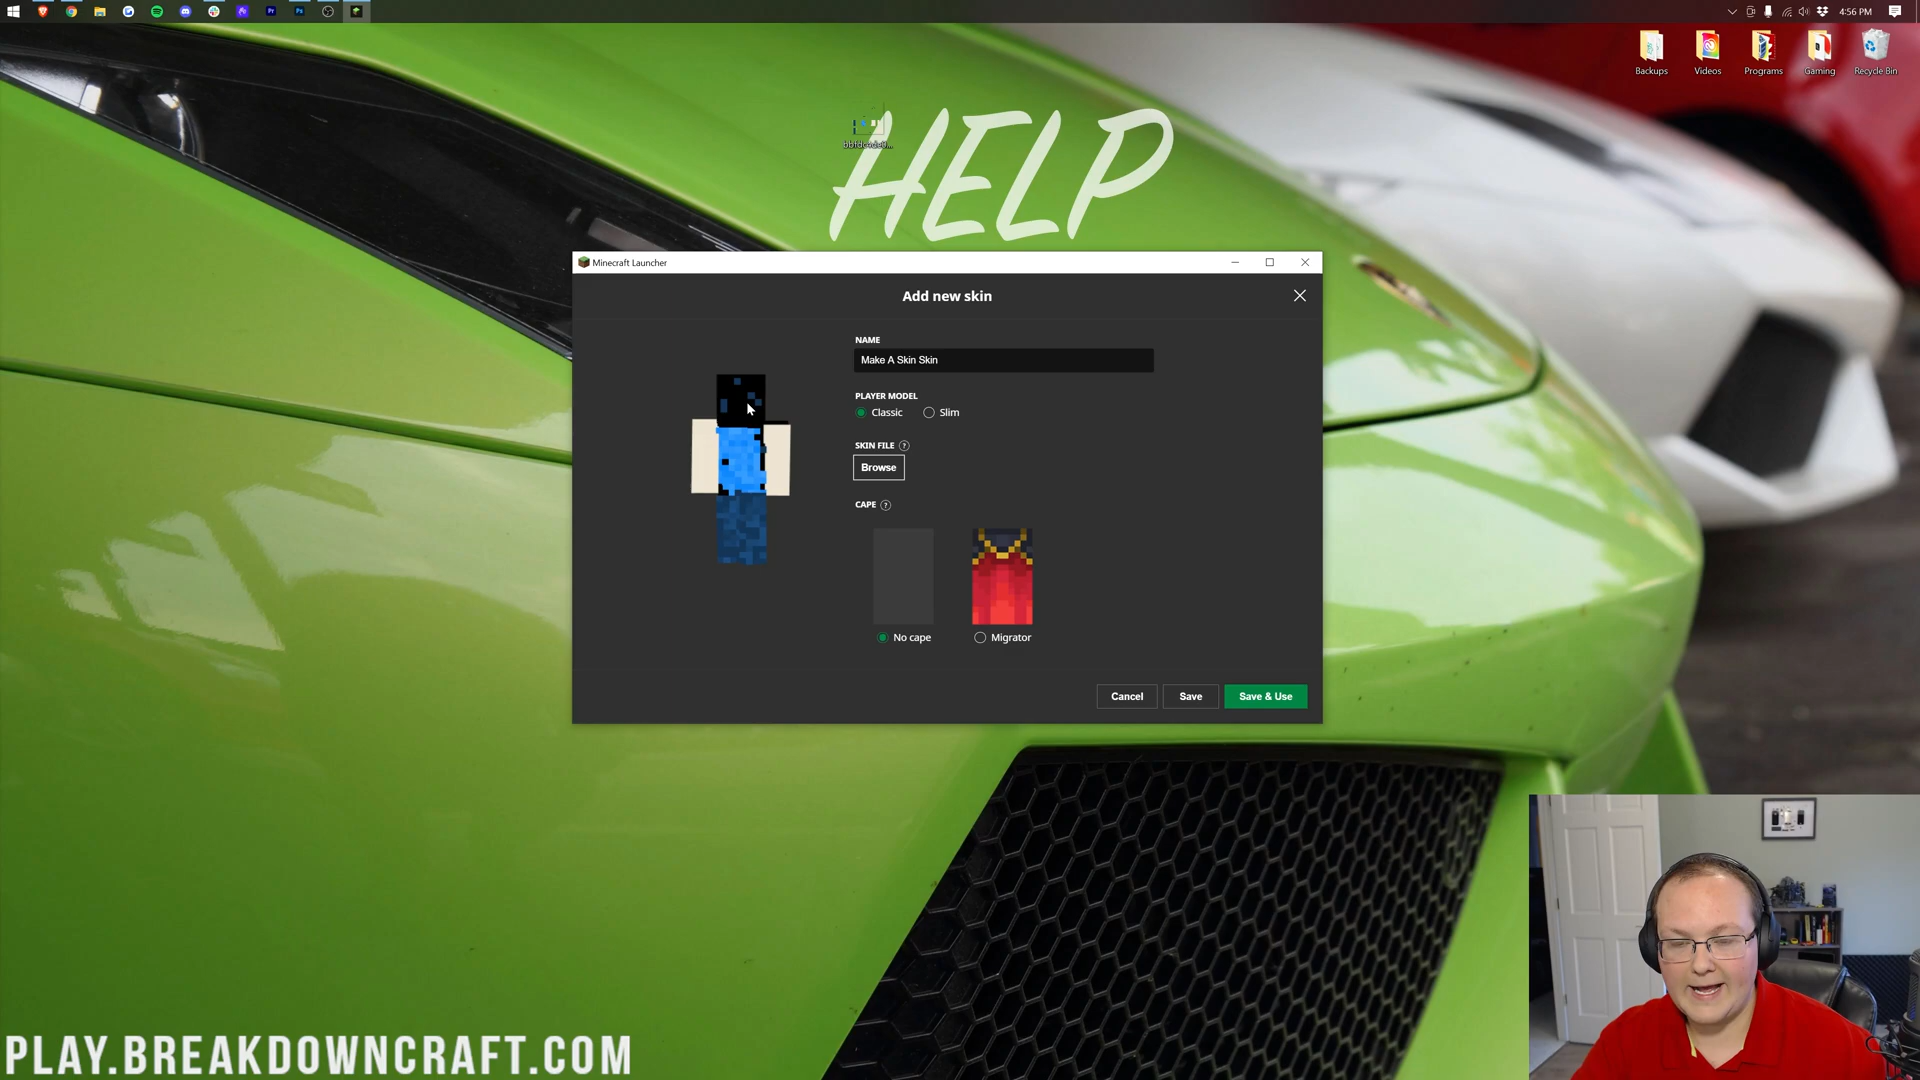 4:56 PM
Backups
Videos
Programs
Gaming
Recycle Bin
HELP
Minecraft Launcher
Add new skin
NAME
Make A Skin Skin
PLAYER MODEL
Classic
Slim
SKIN FILE
?
Browse
CAPE
?
No cape
Migrator
Cancel
Save
Save & Use
PLAY.BREAKDOWNCRAFT.COM